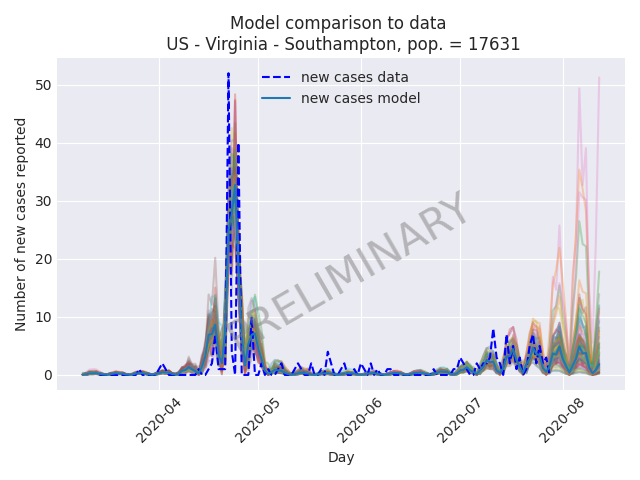 Model comparison to data
US - Virginia - Southampton, pop. = 17631
new cases data
new cases model
Number of new cases reported
50
40
30
20
10
0
PRELIMINARY
2020-04
2020-05
2020-06
2020-07
2020-08
Day